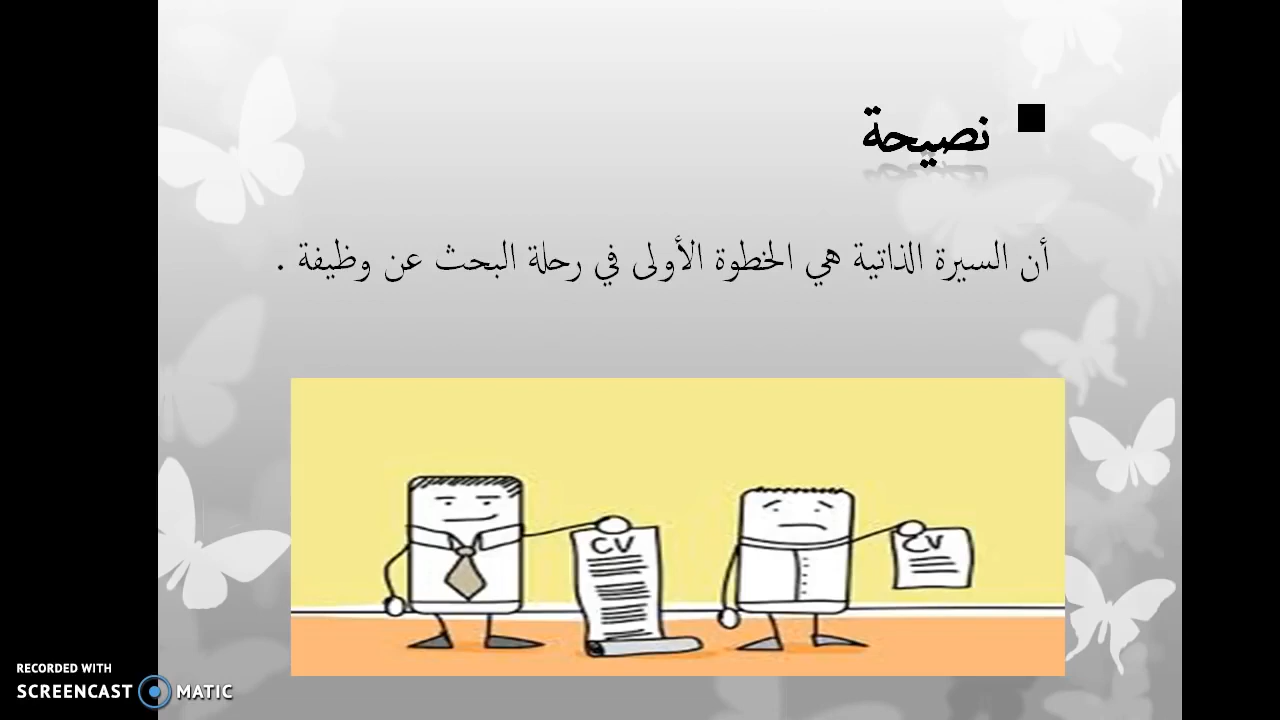 نصيحة
أن السيرة الذاتية هي الخطوة الأولى في رحلة البحث عن وظيفة .
CV
CV
RECORDED WITH
SCREENCAST MATIC